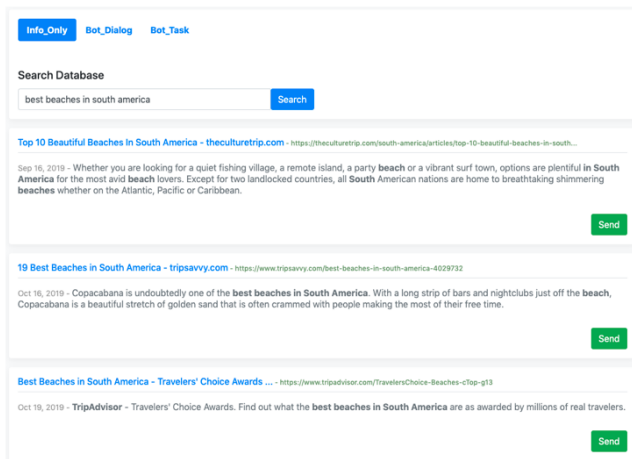 Info_Only Bot_Dialog Bot_Task
Search Database
best beaches in south america Search
Top 10 Beautiful Beaches In South America - theculturetrip.com - https://theculturetrip.com/south-america/articles/top-10-beautiful-beaches-in-south...
Sep 16, 2019 - Whether you are looking for a quiet fishing village, a remote island, a party beach or a vibrant surf town, options are plentiful in South
America for the most avid beach lovers. Except for two landlocked countries, all South American nations are home to breathtaking shimmering
beaches whether on the Atlantic, Pacific or Caribbean.
Send
19 Best Beaches in South America - tripsavvy.com - https://www.tripsavvy.com/best-beaches-in-south-america-4029732
Oct 16, 2019 - Copacabana is undoubtedly one of the best beaches in South America. With a long strip of bars and nightclubs just off the beach,
Copacabana is a beautiful stretch of golden sand that is often crammed with people making the most of their free time.
Send
Best Beaches in South America - Travelers' Choice Awards ... - https://www.tripadvisor.com/TravelersChoice-Beaches-cTop-g13
Oct 19, 2019 - TripAdvisor - Travelers' Choice Awards. Find out what the best beaches in South America are as awarded by millions of real travelers.
Send